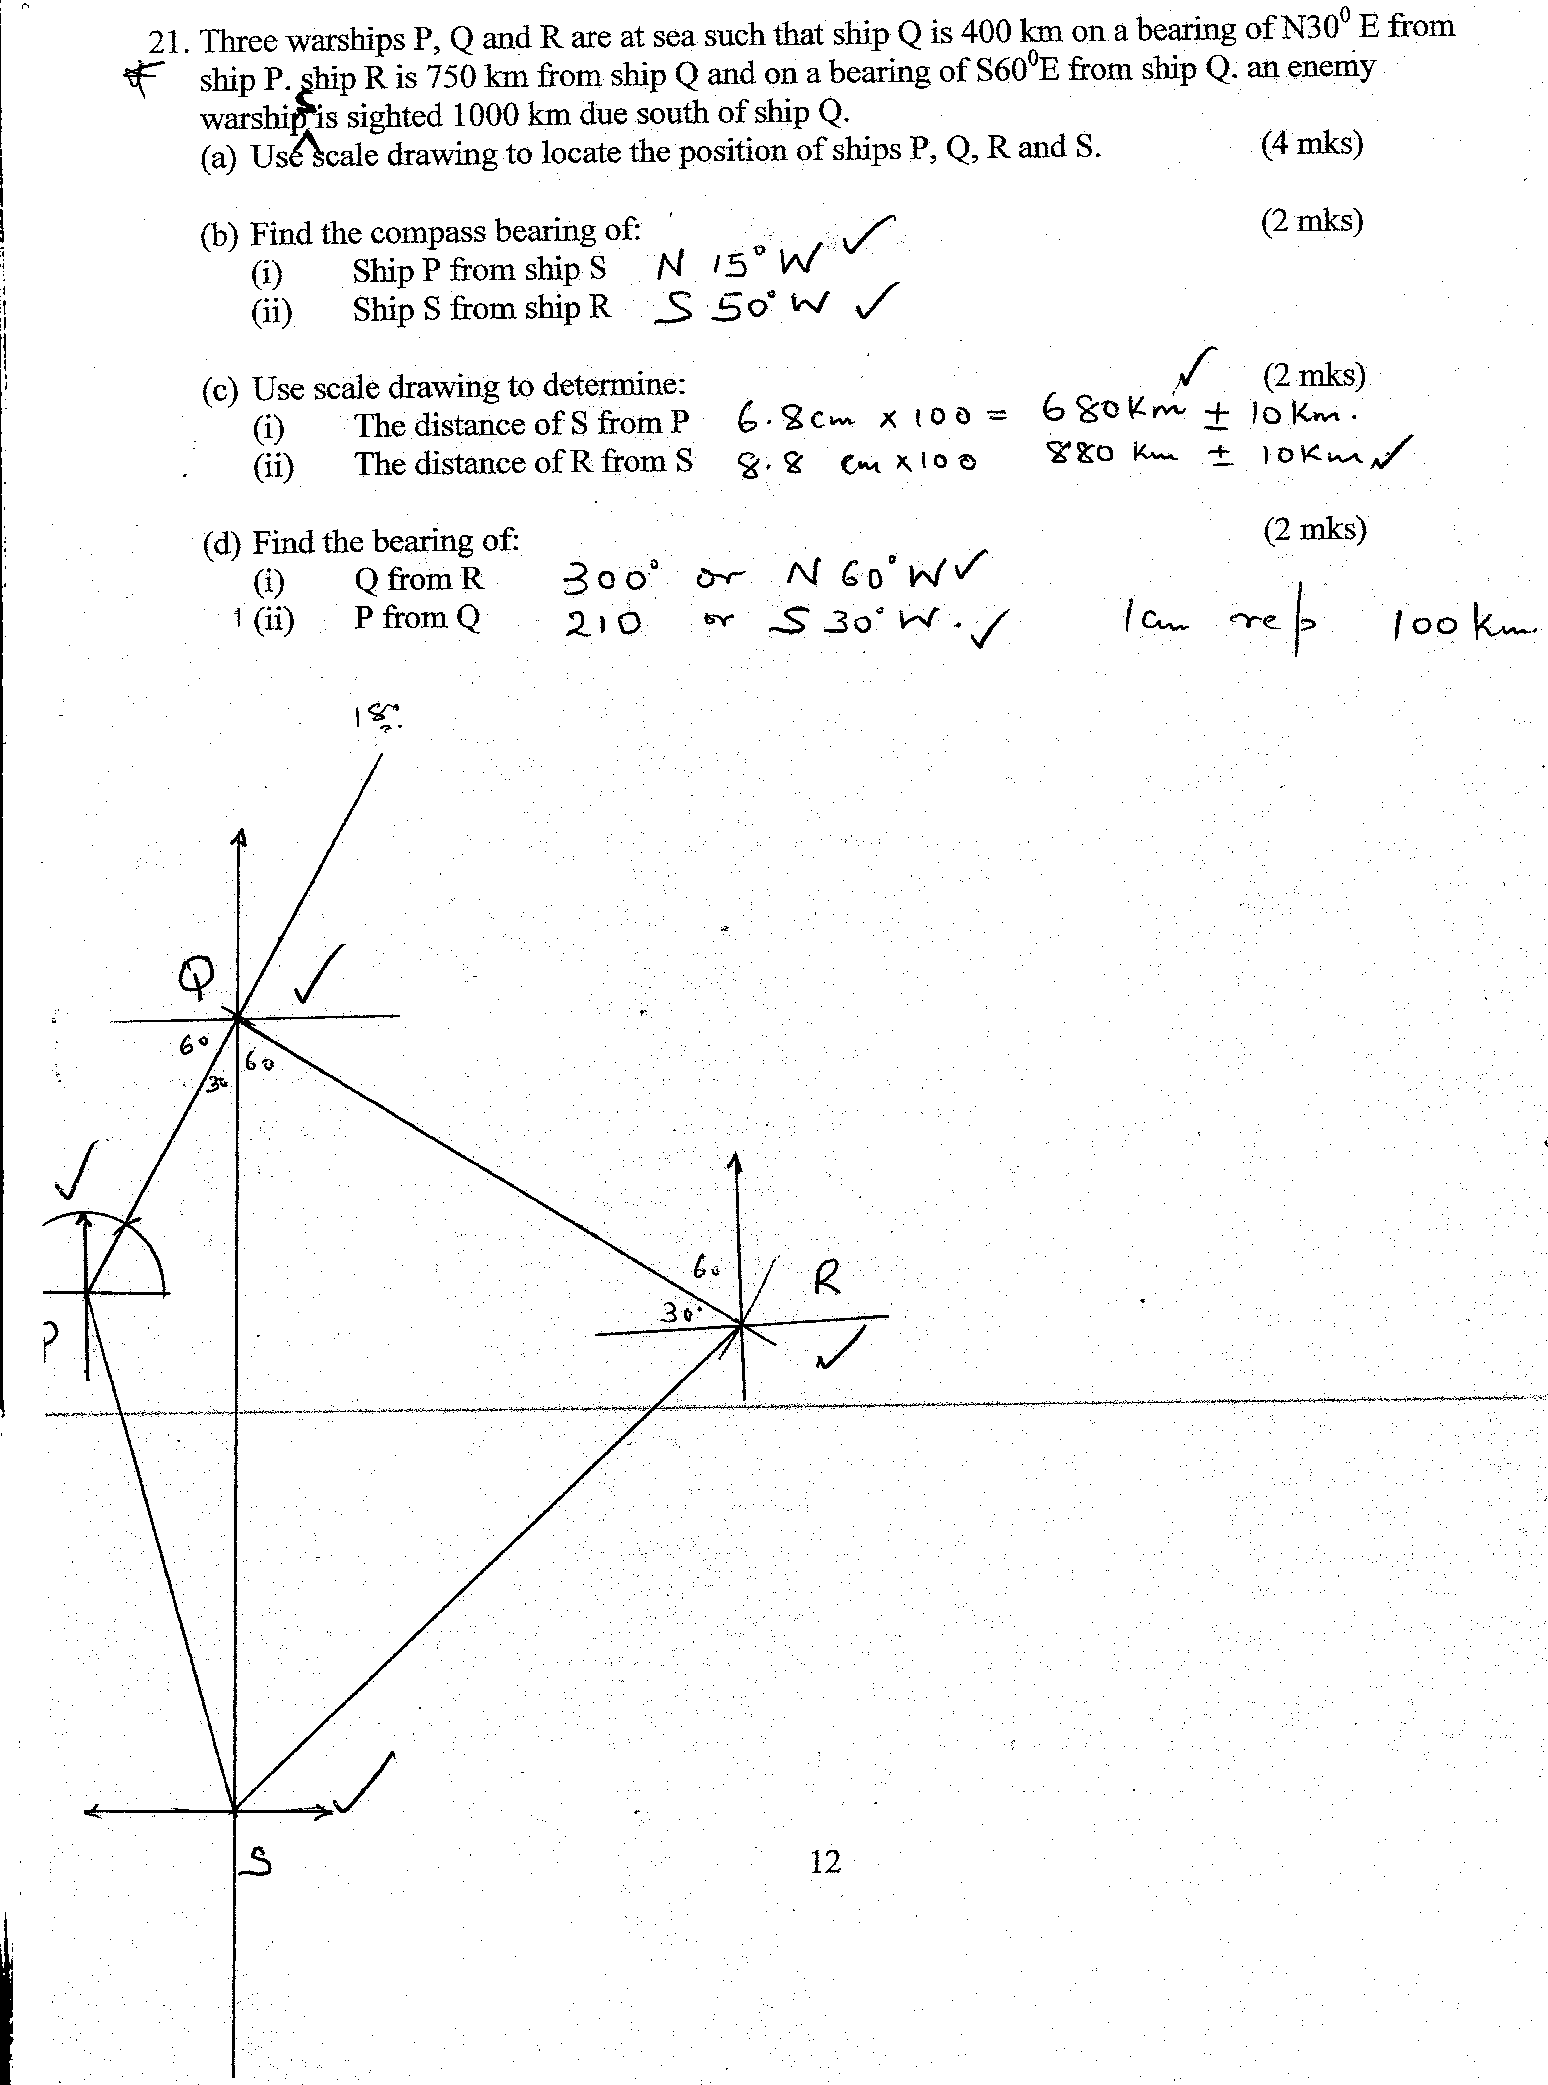 21. Three warships P, Q and R are at sea such that ship Q is 400 km on a bearing of N30⁰ E from
ship P. ship R is 750 km from ship Q and on a bearing of S60⁰E from ship Q. an enemy
warship S is sighted 1000 km due south of ship Q.
(a) Use scale drawing to locate the position of ships P, Q, R and S. (4 mks)
(b) Find the compass bearing of: (2 mks)
(i) Ship P from ship S N 15° W ✓
(ii) Ship S from ship R S 50° W ✓
(c) Use scale drawing to determine: ✓ (2 mks)
(i) The distance of S from P 6.8cm x 100 = 680Km ± 10 Km.
(ii) The distance of R from S 8.8 cm x 100 880 Km ± 10Km ✓
(d) Find the bearing of: (2 mks)
(i) Q from R 300° or N 60° W ✓
1 (ii) P from Q 210 or S 30° W. ✓ 1cm rep 100 km.
Q ✓
60
30
60
✓
60
R
30°
P
✓
✓
S
12